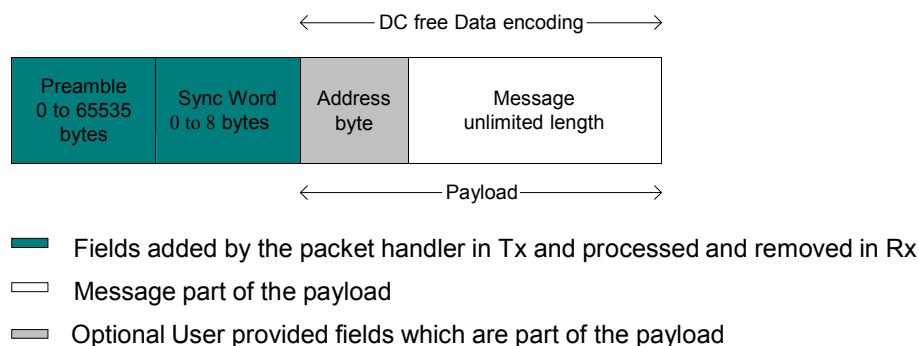 DC free Data encoding
Preamble
0 to 65535
bytes
Sync Word
0 to 8 bytes
Address
byte
Message
unlimited length
Payload
Fields added by the packet handler in Tx and processed and removed in Rx
Message part of the payload
Optional User provided fields which are part of the payload